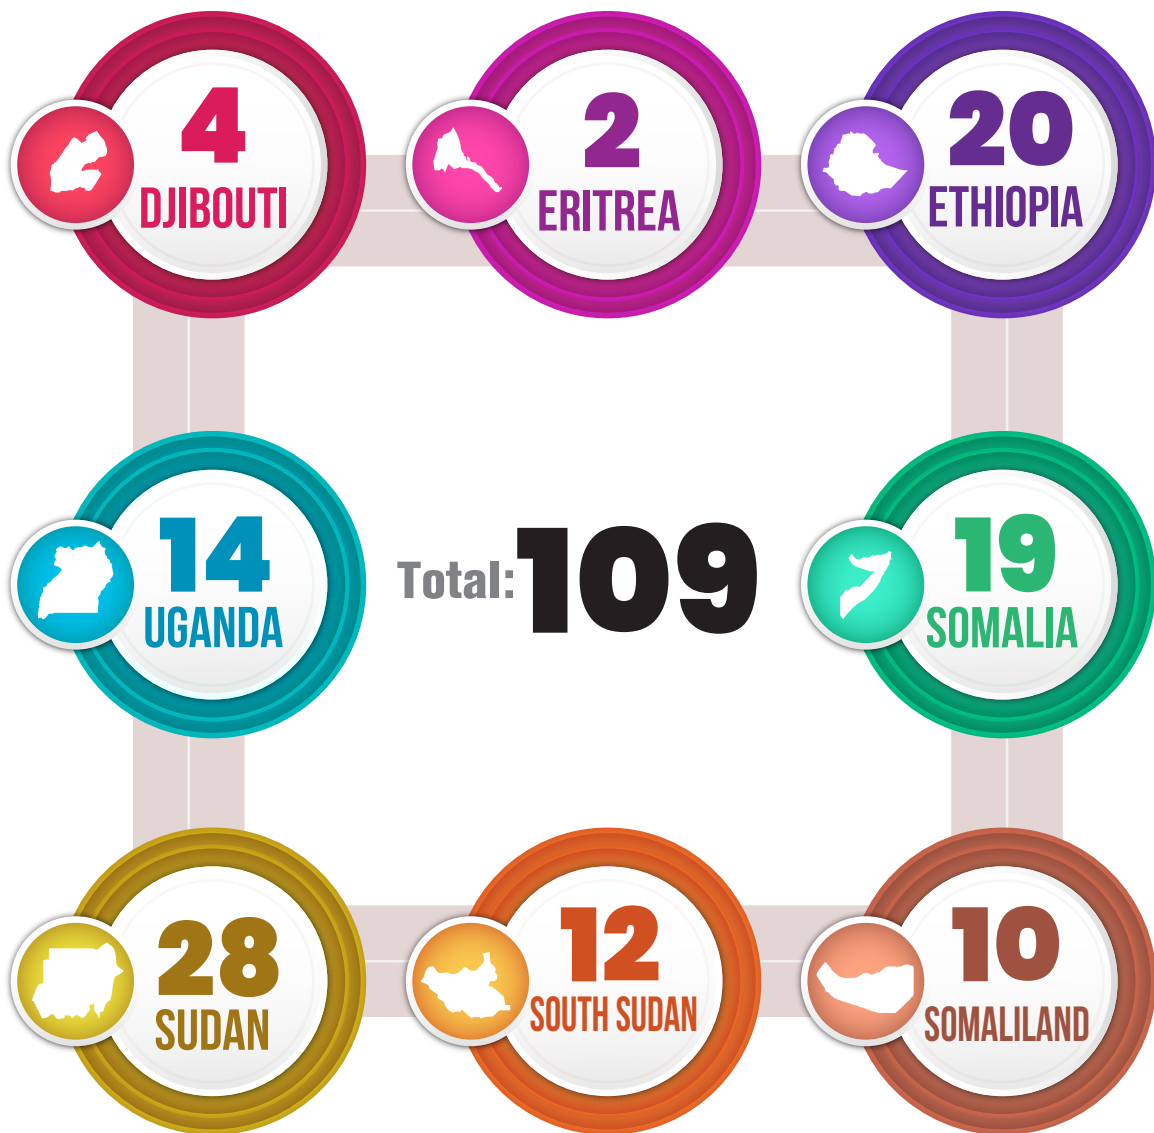 4
DJIBOUTI
2
ERITREA
20
ETHIOPIA
14
UGANDA
Total: 109
19
SOMALIA
28
SUDAN
12
SOUTH SUDAN
10
SOMALILAND